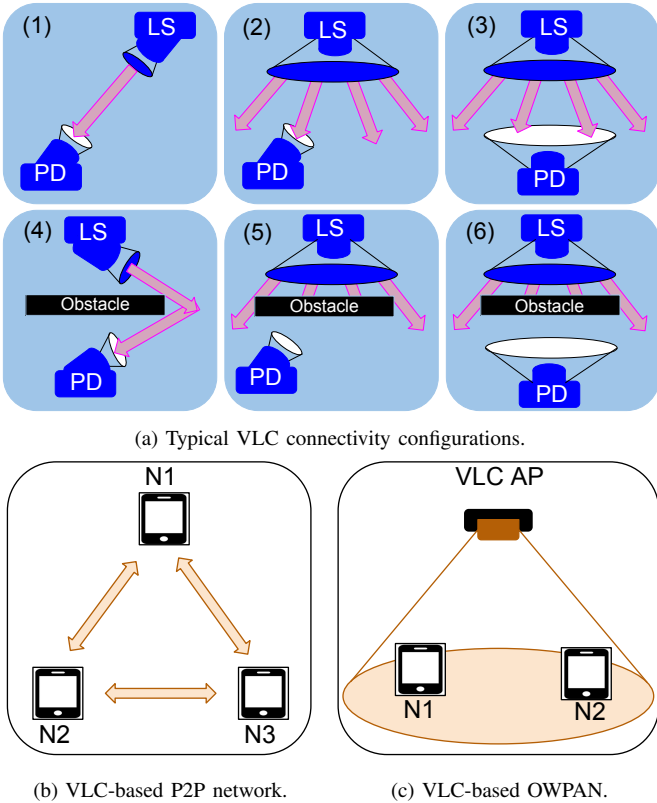 (1)
LS
PD
(2)
LS
PD
(3)
LS
PD
(4)
LS
Obstacle
PD
(5)
LS
Obstacle
PD
(6)
LS
Obstacle
PD
(a) Typical VLC connectivity configurations.
N1
N2
N3
VLC AP
N1
N2
(b) VLC-based P2P network.
(c) VLC-based OWPAN.